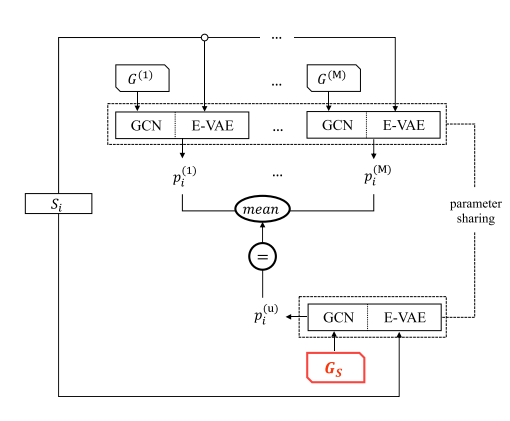 ...
G^(1) ... G^(M)
GCN E-VAE ... GCN E-VAE
p_i^(1) ... p_i^(M)
S_i mean
parameter
sharing
=
p_i^(u) GCN E-VAE
G_S